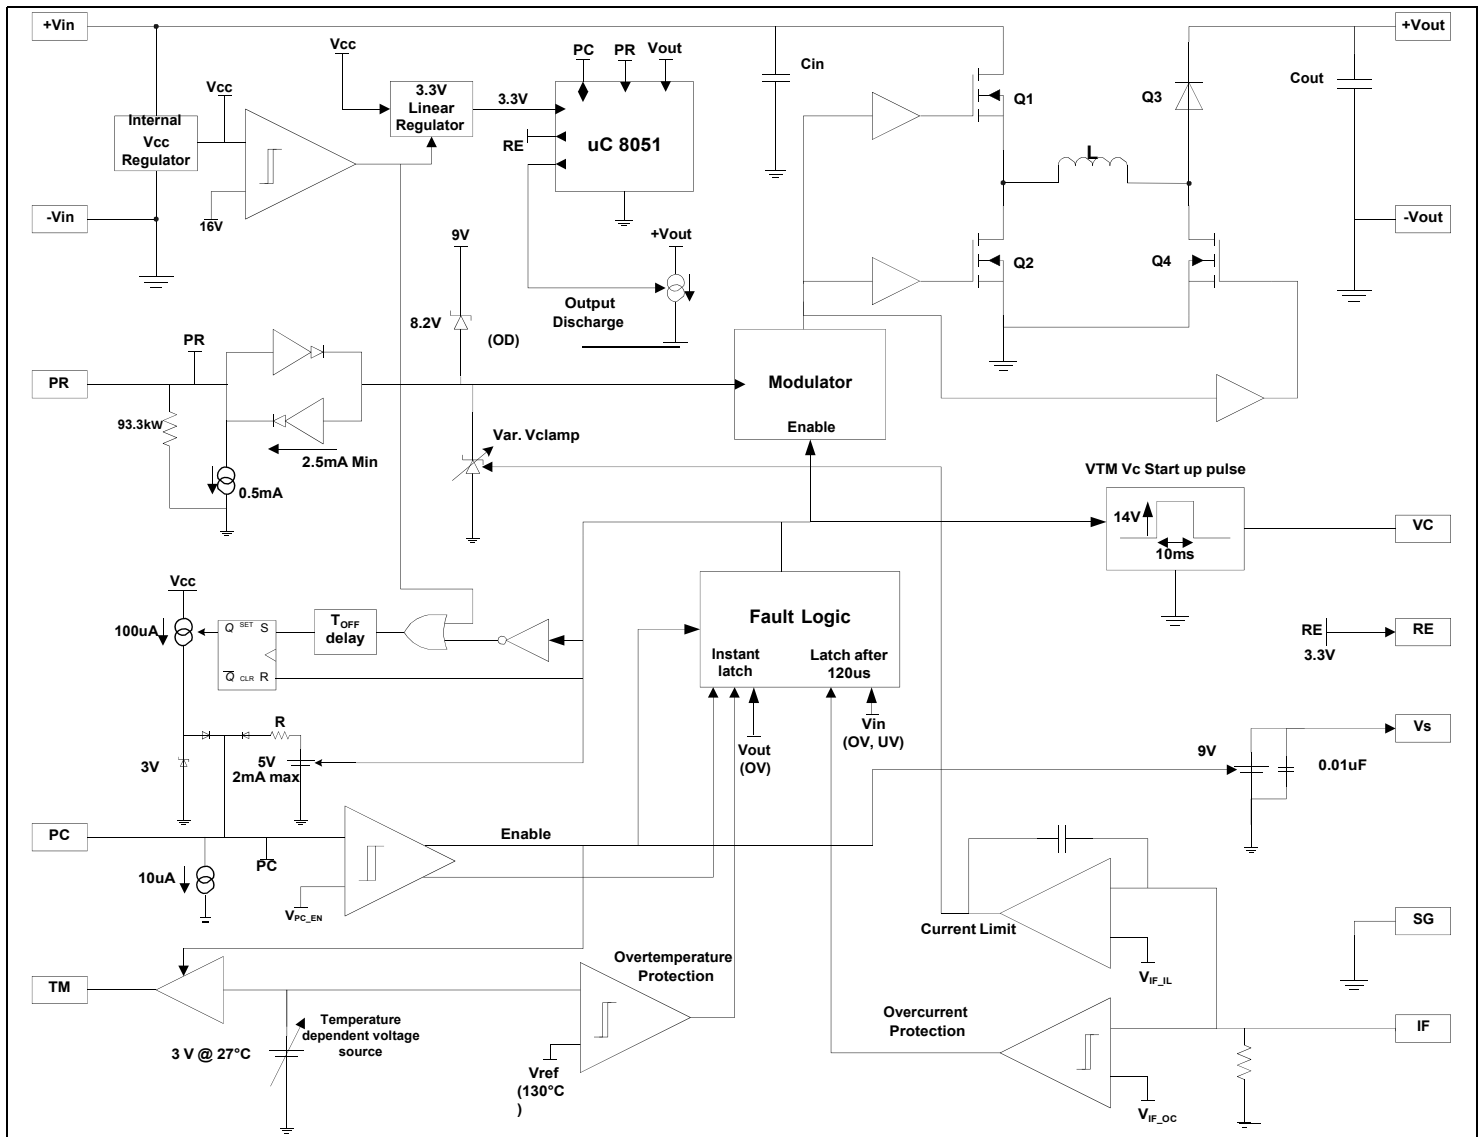 +Vin
+Vout
Vcc
PC
PR
Vout
Cin
Cout
Vcc
3.3V
Linear
Regulator
3.3V
Q1
Q3
Internal
Vcc
Regulator
RE
uC 8051
L
-Vin
16V
-Vout
9V
+Vout
Q2
Q4
8.2V
(OD)
Output
Discharge
PR
PR
Modulator
Enable
93.3kW
2.5mA Min
0.5mA
Var. Vclamp
VTM Vc Start up pulse
14V
10ms
VC
Vcc
100uA
Q
SET
S
Q
CLR
R
TOFF
delay
Fault Logic
Instant
latch
Latch after
120us
RE
3.3V
RE
R
3V
5V
2mA max
Vout
(OV)
Vin
(OV, UV)
9V
0.01uF
Vs
PC
PC
10uA
Enable
VPC_EN
Current Limit
VIF_IL
SG
TM
Overtemperature
Protection
Temperature
dependent voltage
source
3 V @ 27°C
Vref
(130°C
)
Overcurrent
Protection
VIF_OC
IF